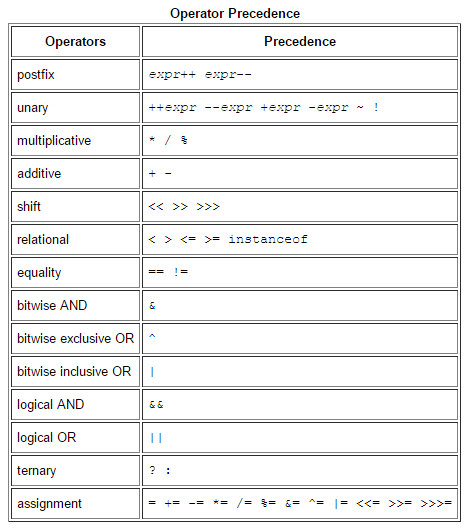 Operator Precedence
Operators Precedence
postfix expr++ expr--
unary ++expr --expr +expr -expr ~ !
multiplicative * / %
additive + -
shift << >> >>>
relational < > <= >= instanceof
equality == !=
bitwise AND &
bitwise exclusive OR ^
bitwise inclusive OR |
logical AND &&
logical OR ||
ternary ? :
assignment = += -= *= /= %= &= ^= |= <<= >>= >>>=